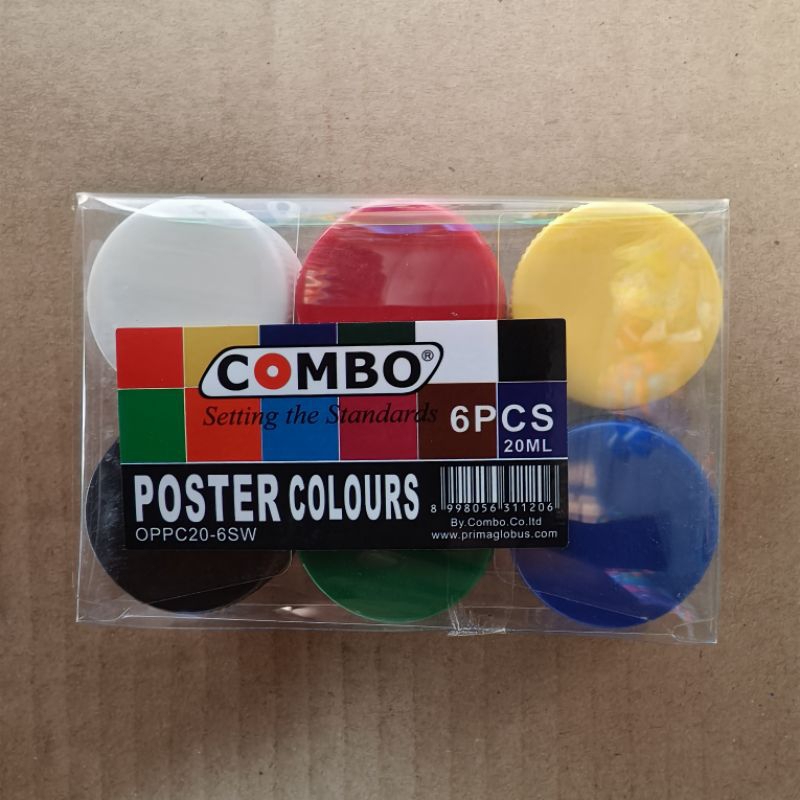 COMBO®
Setting the Standards
6PCS
20ML
POSTER COLOURS
OPPC20-6SW
8 998056 311206
By.Combo.Co.ltd
www.primaglobus.com